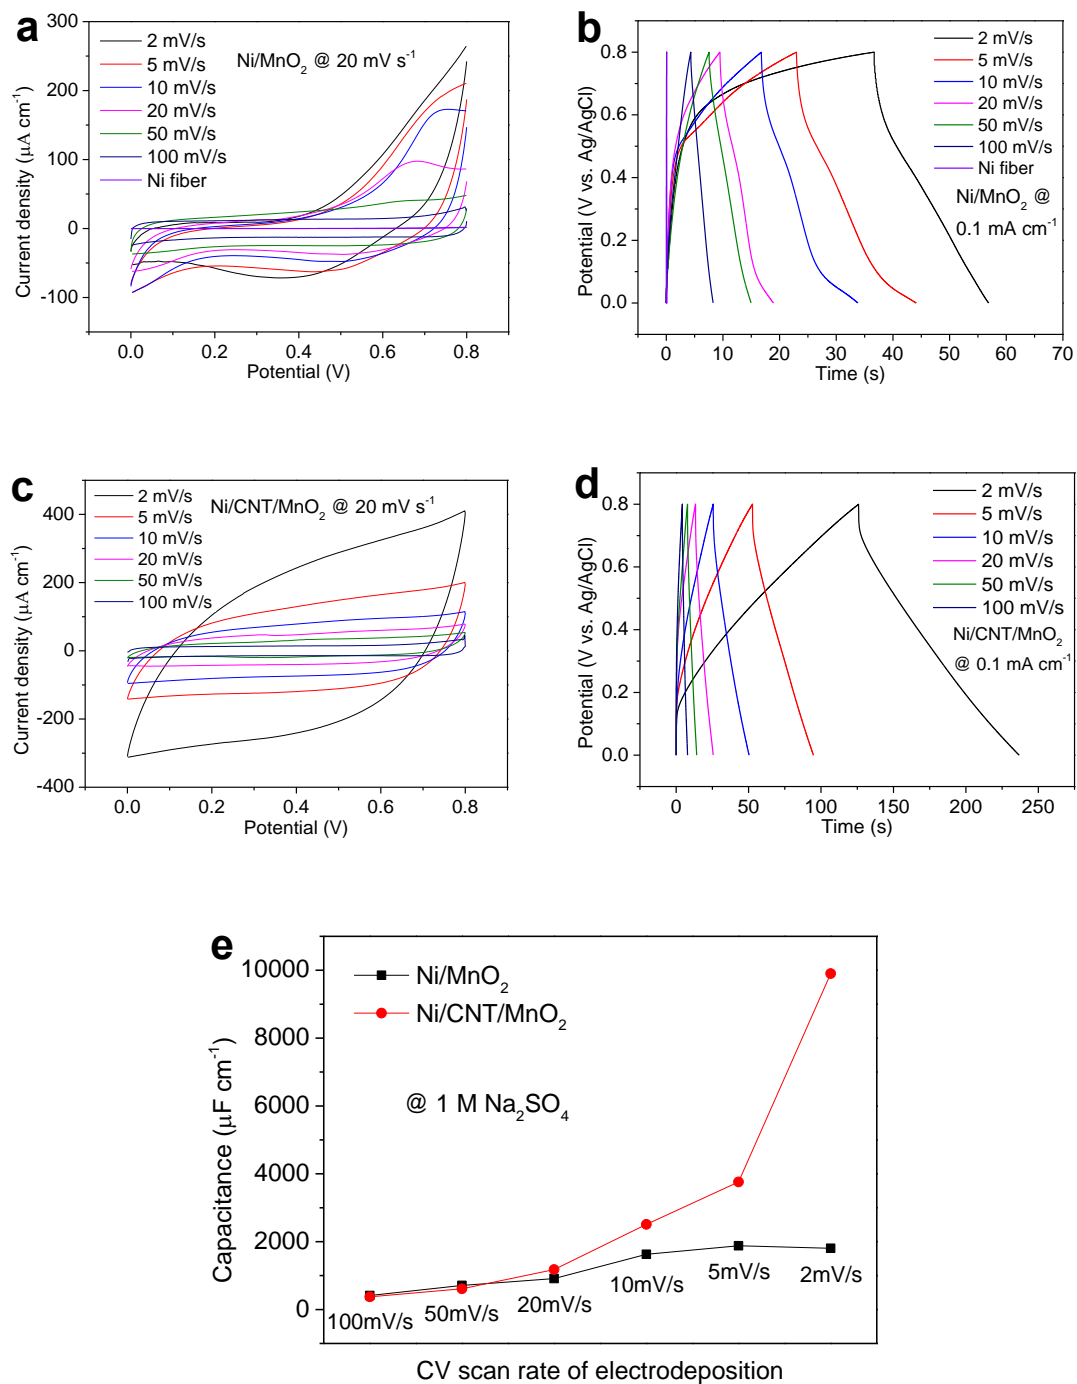 a
Ni/MnO₂ @ 20 mV s⁻¹
2 mV/s
5 mV/s
10 mV/s
20 mV/s
50 mV/s
100 mV/s
Ni fiber
300
200
100
0
-100
0.0 0.2 0.4 0.6 0.8
Current density (μA cm⁻¹)
Potential (V)
b
2 mV/s
5 mV/s
10 mV/s
20 mV/s
50 mV/s
100 mV/s
Ni fiber
Ni/MnO₂ @
0.1 mA cm⁻¹
0.8
0.6
0.4
0.2
0.0
0 10 20 30 40 50 60 70
Potential (V vs. Ag/AgCl)
Time (s)
c
Ni/CNT/MnO₂ @ 20 mV s⁻¹
2 mV/s
5 mV/s
10 mV/s
20 mV/s
50 mV/s
100 mV/s
400
200
0
-200
-400
0.0 0.2 0.4 0.6 0.8
Current density (μA cm⁻¹)
Potential (V)
d
2 mV/s
5 mV/s
10 mV/s
20 mV/s
50 mV/s
100 mV/s
Ni/CNT/MnO₂
@ 0.1 mA cm⁻¹
0.8
0.6
0.4
0.2
0.0
0 50 100 150 200 250
Potential (V vs. Ag/AgCl)
Time (s)
e
Ni/MnO₂
Ni/CNT/MnO₂
@ 1 M Na₂SO₄
10000
8000
6000
4000
2000
0
100mV/s 50mV/s 20mV/s 10mV/s 5mV/s 2mV/s
Capacitance (μF cm⁻¹)
CV scan rate of electrodeposition